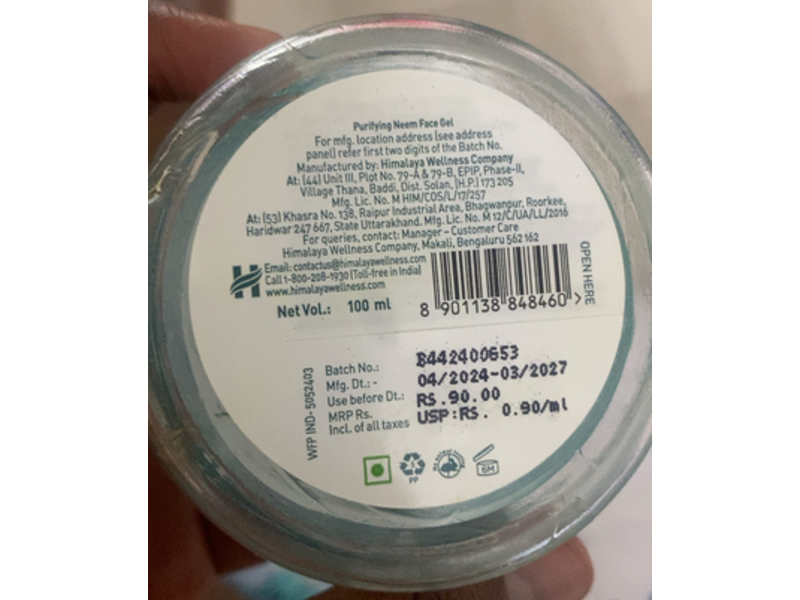 Purifying Neem Face Gel
For mfg. location address (see address
panel) refer first two digits of the Batch No.
Manufactured by: Himalaya Wellness Company
At: (44) Unit III, Plot No. 79-A & 79-B, EPIP, Phase-II,
Village Thana, Baddi, Dist. Solan, (H.P.) 173 205
Mfg. Lic. No. M HIM/COS/L/17/257
At: (53) Khasra No. 138, Raipur Industrial Area, Bhagwanpur, Roorkee,
Haridwar 247 667, State Uttarakhand. Mfg. Lic. No. M 12/C/UA/LL/2016
For queries, contact: Manager – Customer Care
Himalaya Wellness Company, Makali, Bengaluru 562 162
Email: contactus@himalayawellness.com
Call 1-800-208-1930 (Toll-free in India)
www.himalayawellness.com
Net Vol.: 100 ml
8 901138 848460 >
OPEN HERE
WFP IND- 5052403
Batch No.:
Mfg. Dt.: -
Use before Dt.:
MRP Rs.
Incl. of all taxes
B442400653
04/2024-03/2027
RS.90.00
USP:RS. 0.90/ml
5
PP
6M